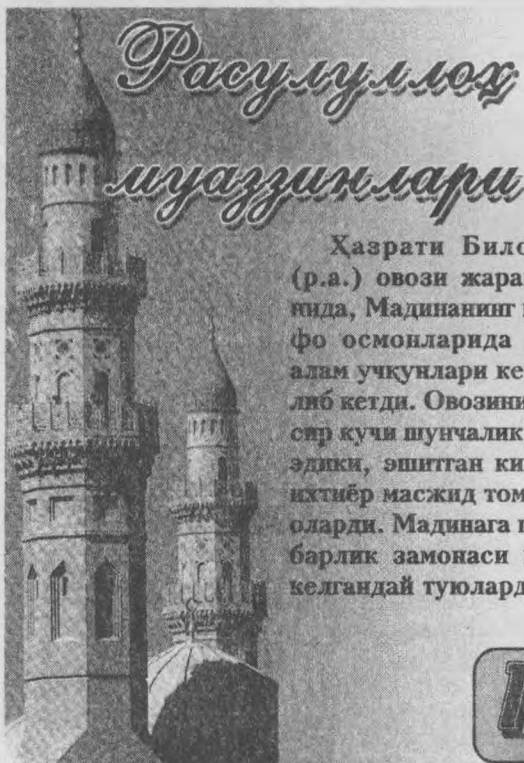 Расулуллоҳ
муаззинлари
Ҳазрати Било
(р.а.) овози жара
нида, Мадинанинг
фо осмонларида
алам учқунлари ке
либ кетди. Овозини
сир кучи шунчалик
эдики, эшитган ки
ихтиёр масжид том
оларди. Мадинага
барлик замонаси
келгандай туюлард